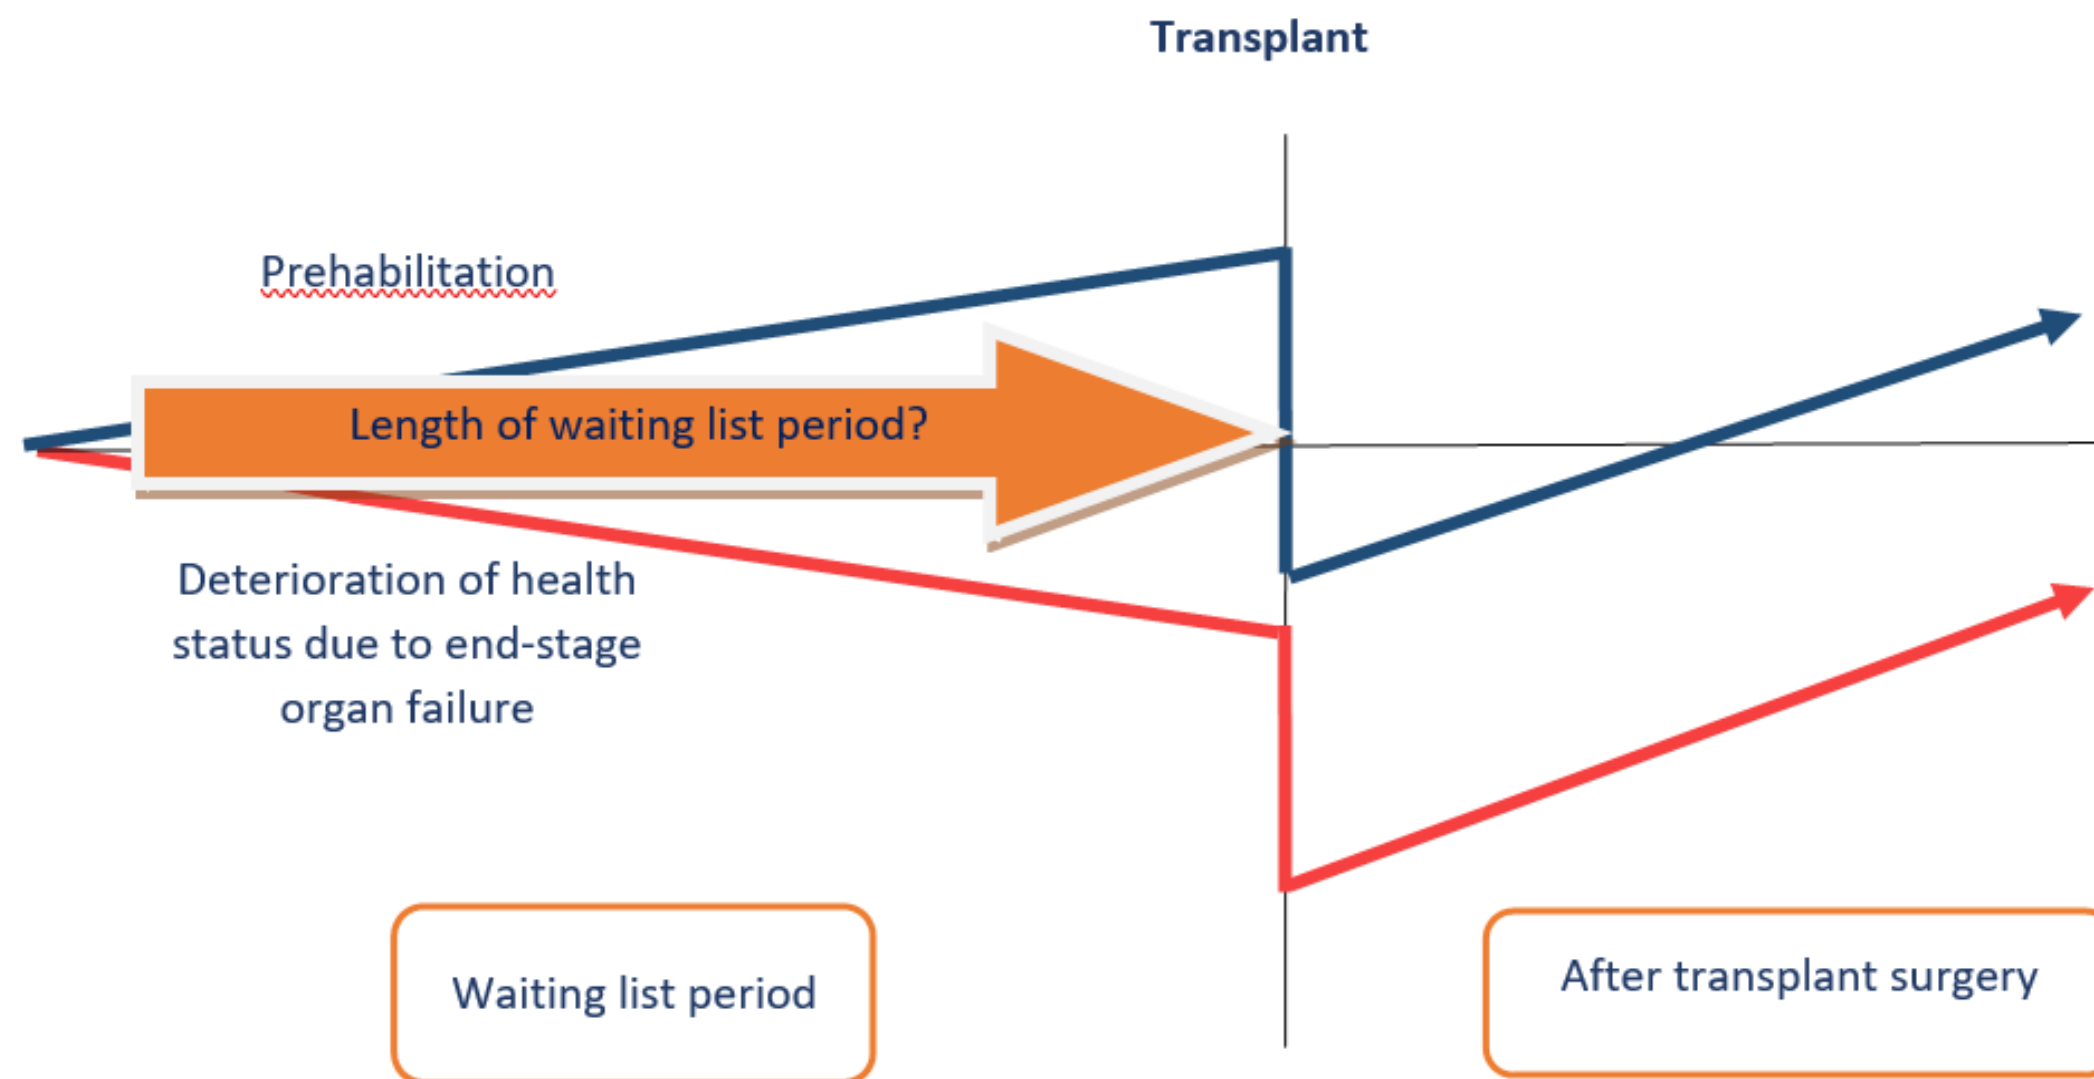 Transplant
Prehabilitation
Length of waiting list period?
Deterioration of health
status due to end-stage
organ failure
Waiting list period
After transplant surgery